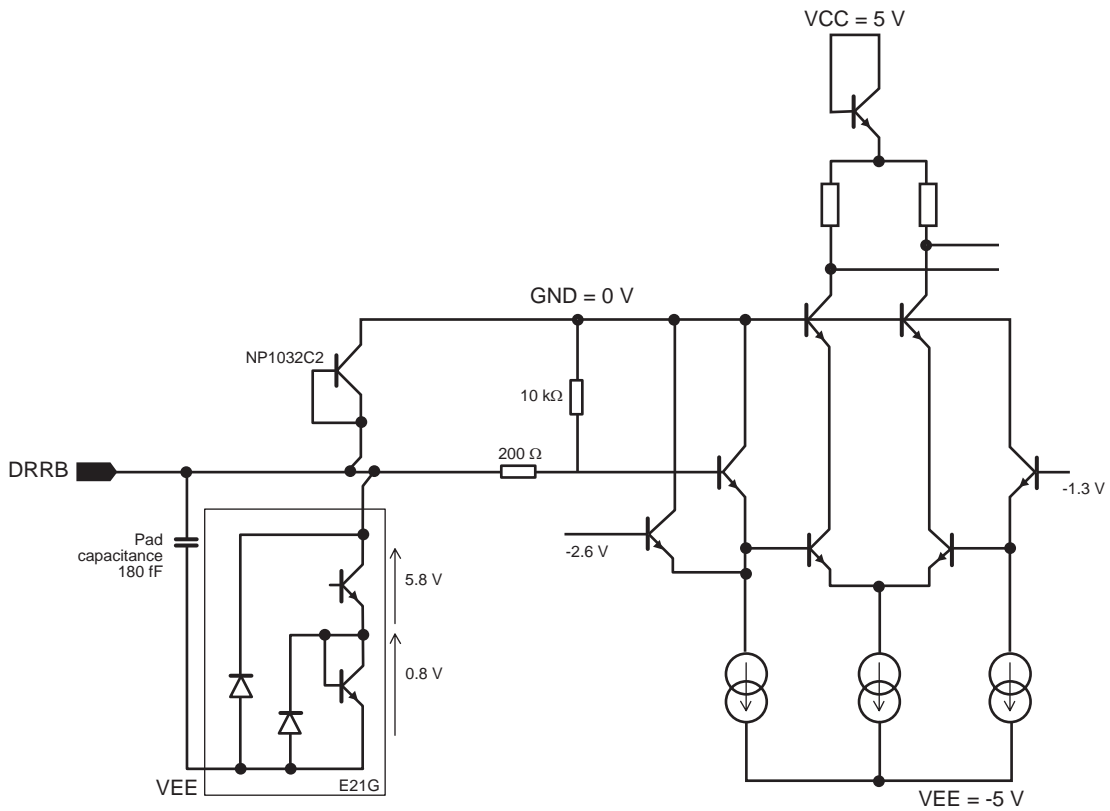 VCC = 5 V
GND = 0 V
NP1032C2
10 kΩ
200 Ω
DRRB
-1.3 V
Pad
capacitance
180 fF
-2.6 V
5.8 V
0.8 V
VEE
E21G
VEE = -5 V